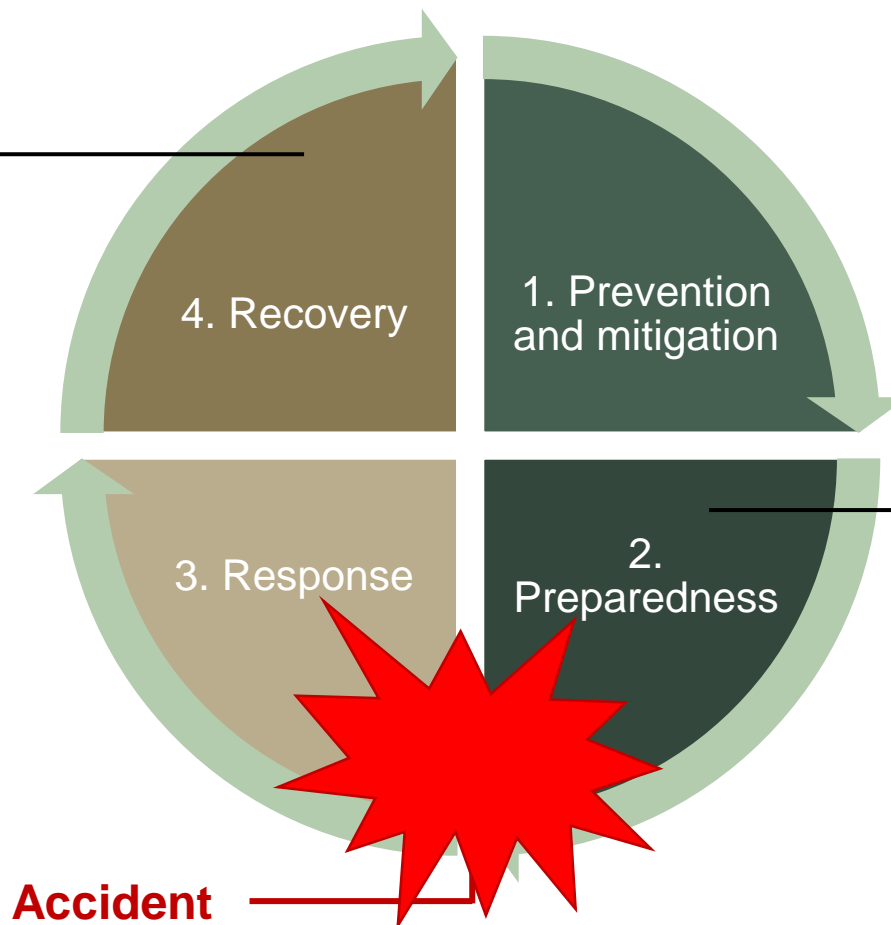 4. Recovery
1. Prevention
and mitigation
3. Response
2.
Preparedness
Accident